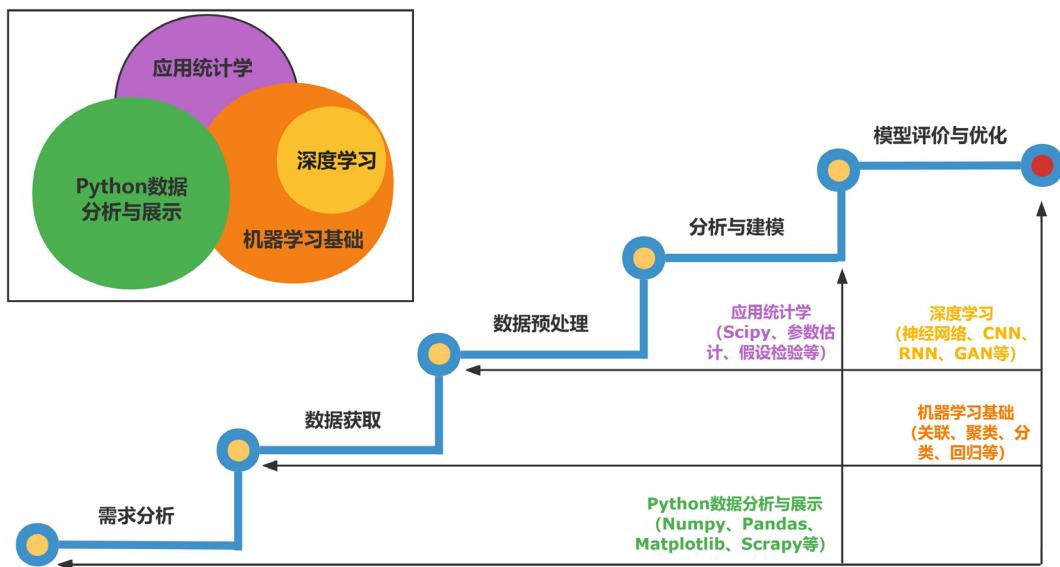 应用统计学
深度学习
Python数据
分析与展示
机器学习基础
模型评价与优化
分析与建模
数据预处理
数据获取
需求分析
应用统计学
（Scipy、参数估
计、假设检验等）
深度学习
（神经网络、CNN、
RNN、GAN等）
机器学习基础
（关联、聚类、分
类、回归等）
Python数据分析与展示
（Numpy、Pandas、
Matplotlib、Scrapy等）